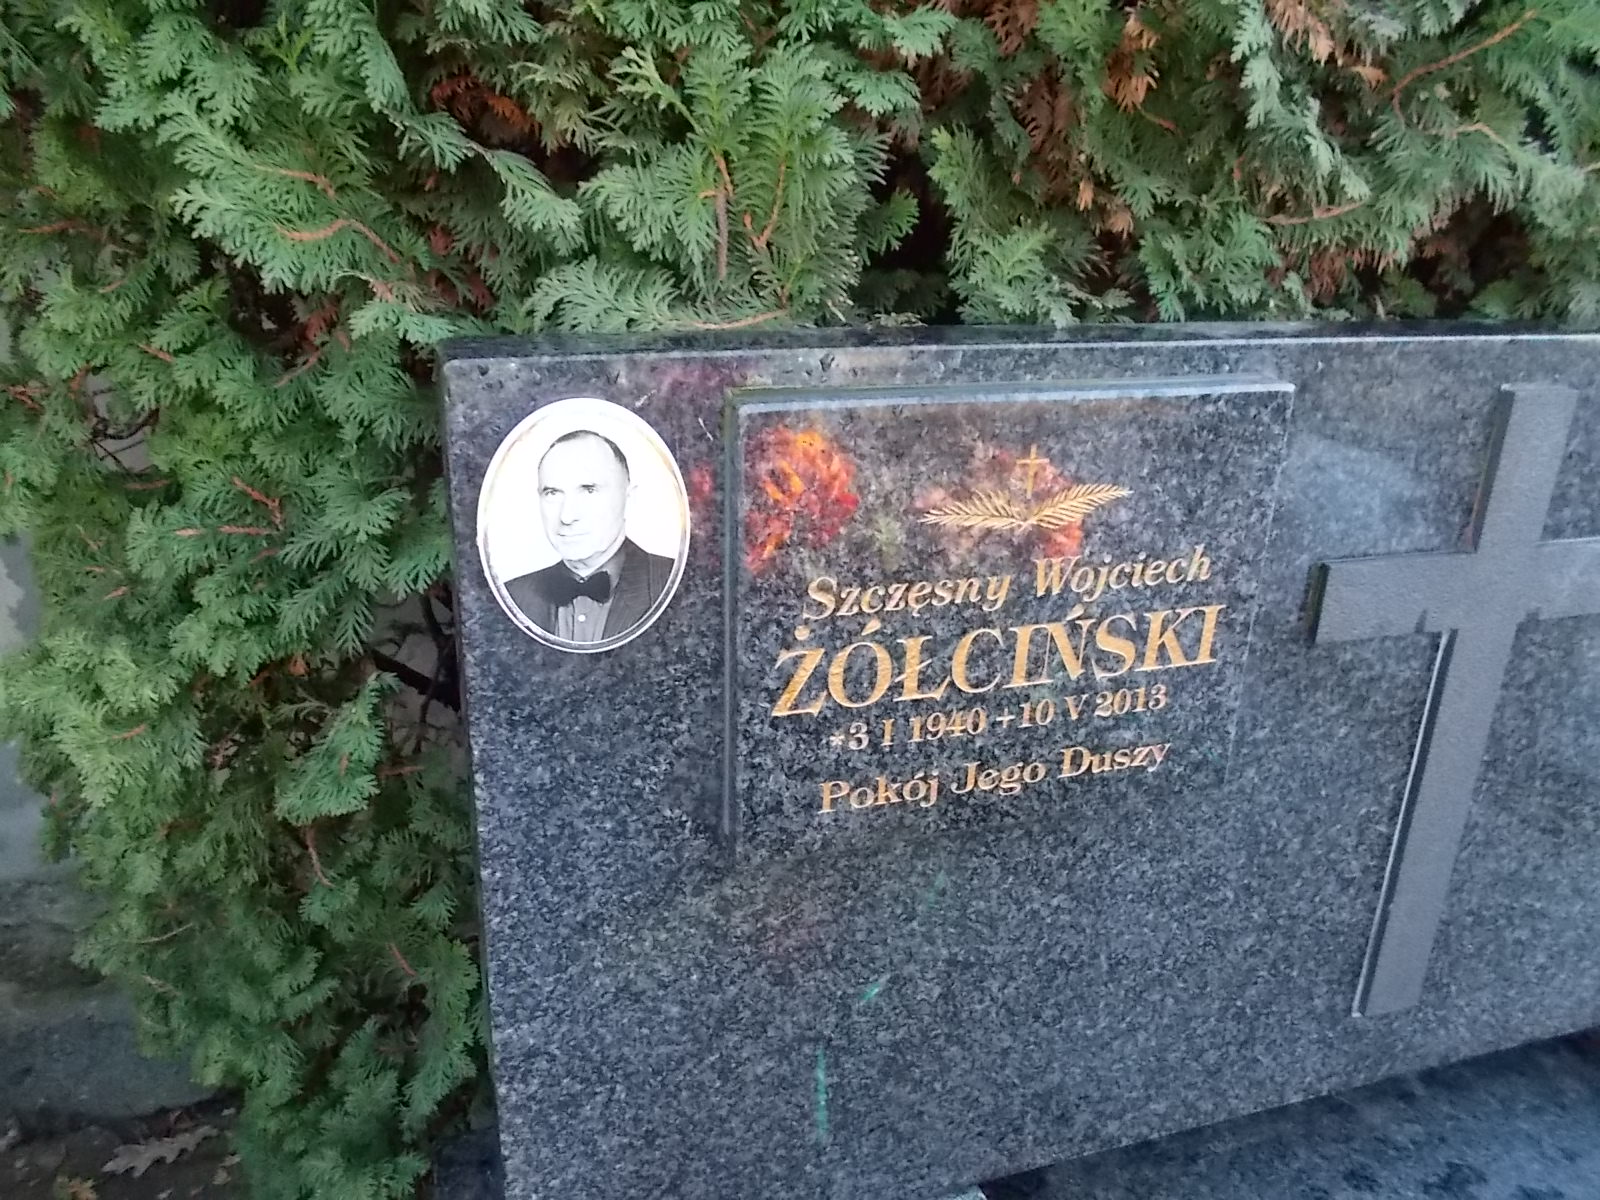 Szczęsny Wojciech
ŻÓŁCIŃSKI
*3 I 1940 +10 V 2013
Pokój Jego Duszy